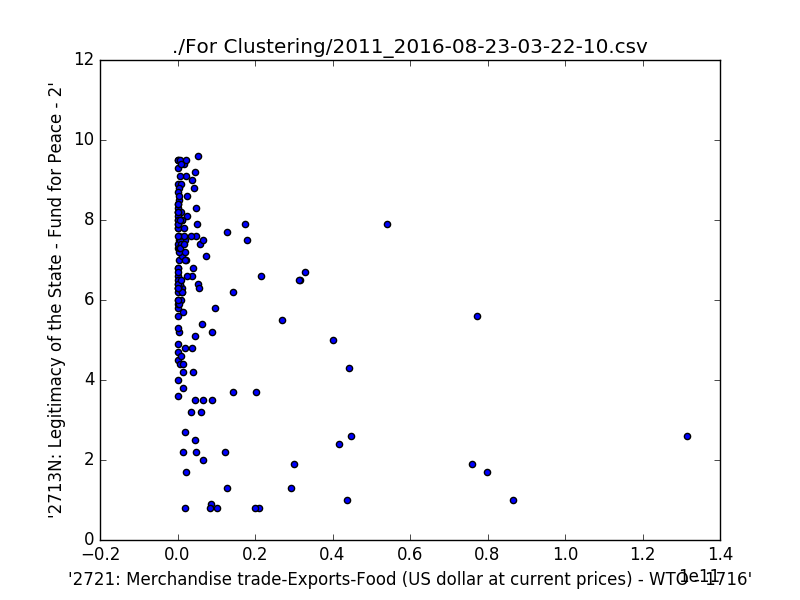 ./For Clustering/2011_2016-08-23-03-22-10.csv
12
10
8
6
4
2
0
'2713N: Legitimacy of the State - Fund for Peace - 2'
−0.2 0.0 0.2 0.4 0.6 0.8 1.0 1.2 1.4
1e11
'2721: Merchandise trade-Exports-Food (US dollar at current prices) - WTO - 1716'